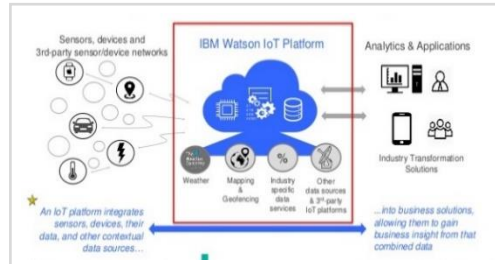 Sensors, devices and
3rd-party sensor/device networks
IBM Watson IoT Platform
Analytics & Applications
Industry Transformation
Solutions
%
Weather
Mapping
&
Geofencing
Industry
specific
data
services
Other
data sources
& 3rd-party
IoT platforms
An IoT platform integrates
sensors, devices, their
data, and other contextual
data sources…
...into business solutions,
allowing them to gain
business insight from that
combined data